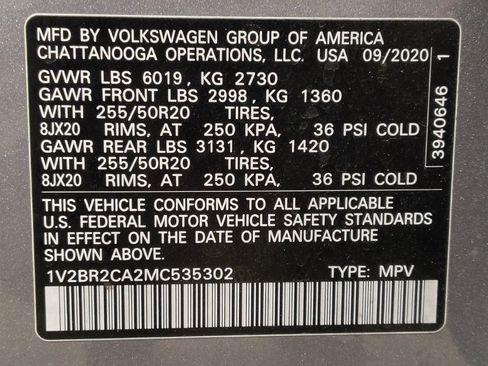 MFD BY VOLKSWAGEN GROUP OF AMERICA
CHATTANOOGA OPERATIONS, LLC. USA 09/2020
GVWR LBS 6019, KG 2730
GAWR FRONT LBS 2998, KG 1360
WITH 255/50R20 TIRES,
8JX20 RIMS, AT 250 KPA, 36 PSI COLD
GAWR REAR LBS 3131, KG 1420
WITH 255/50R20 TIRES,
8JX20 RIMS, AT 250 KPA, 36 PSI COLD
THIS VEHICLE CONFORMS TO ALL APPLICABLE
U.S. FEDERAL MOTOR VEHICLE SAFETY STANDARDS
IN EFFECT ON THE DATE OF MANUFACTURE
SHOWN ABOVE.
1V2BR2CA2MC535302 TYPE: MPV
3940646 1